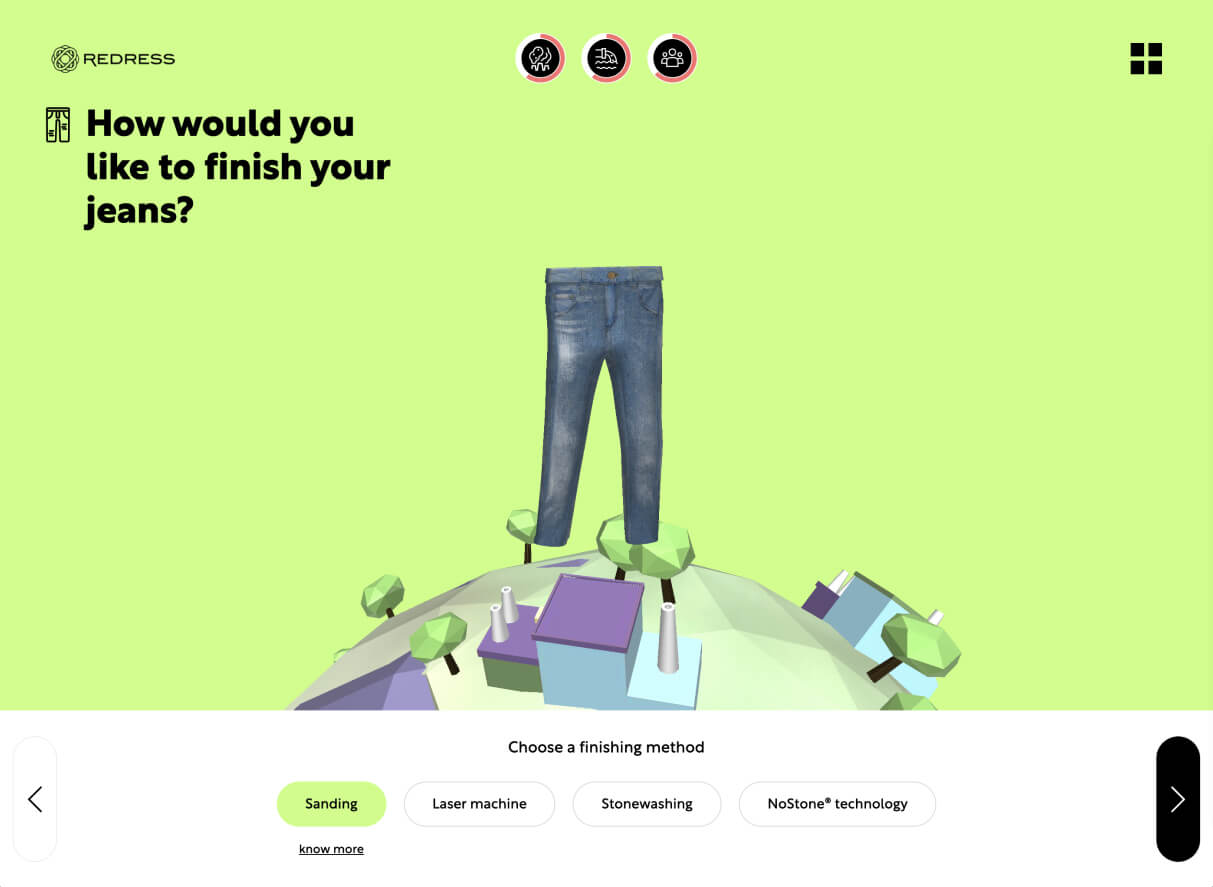 REDRESS
How would you
like to finish your
jeans?
Choose a finishing method
Sanding
Laser machine
Stonewashing
NoStone® technology
know more